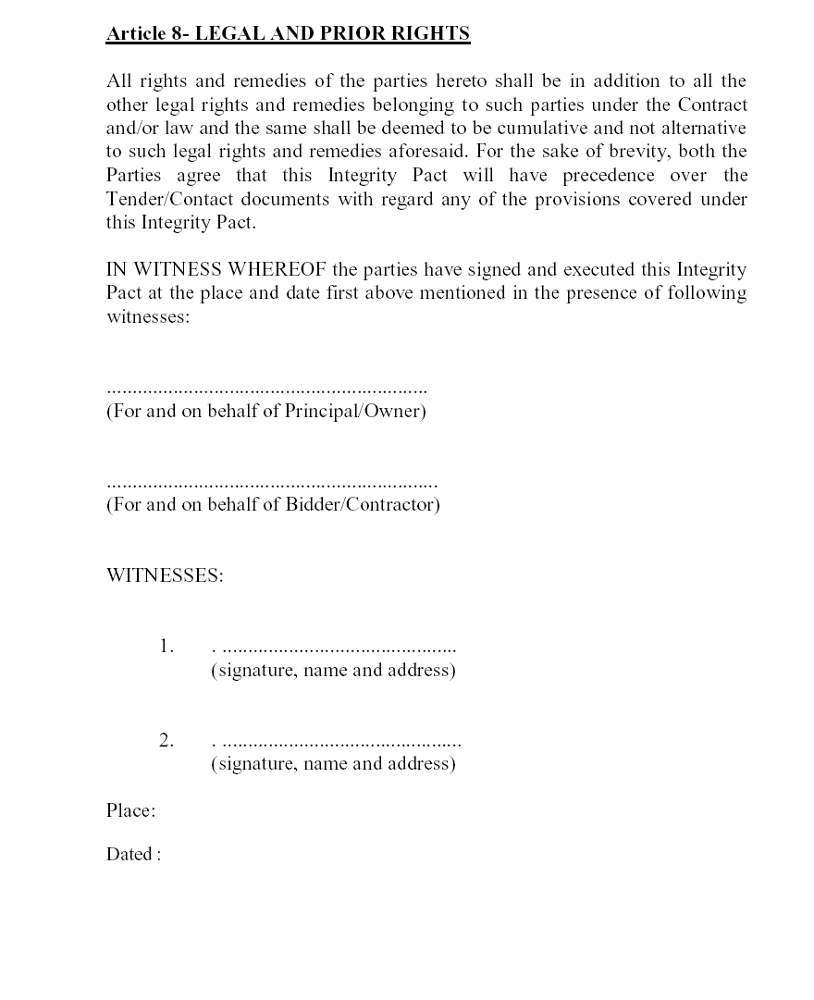 Article 8- LEGAL AND PRIOR RIGHTS
All rights and remedies of the parties hereto shall be in addition to all the
other legal rights and remedies belonging to such parties under the Contract
and/or law and the same shall be deemed to be cumulative and not alternative
to such legal rights and remedies aforesaid. For the sake of brevity, both the
Parties agree that this Integrity Pact will have precedence over the
Tender/Contact documents with regard any of the provisions covered under
this Integrity Pact.
IN WITNESS WHEREOF the parties have signed and executed this Integrity
Pact at the place and date first above mentioned in the presence of following
witnesses:
...............................................................
(For and on behalf of Principal/Owner)
.................................................................
(For and on behalf of Bidder/Contractor)
WITNESSES:
1. . ..............................................
(signature, name and address)
2. . ...............................................
(signature, name and address)
Place:
Dated :